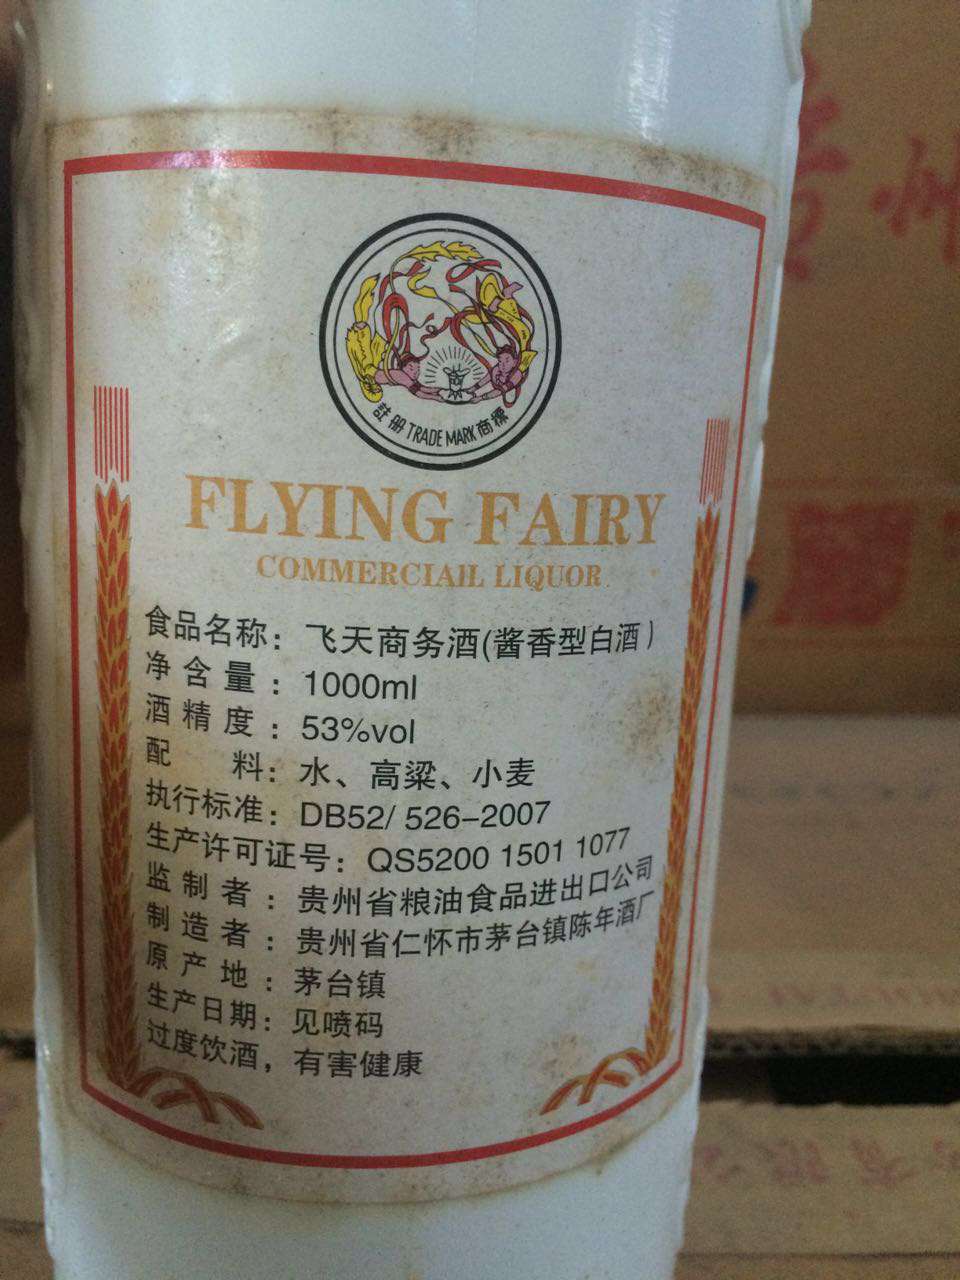 註册 TRADE MARK 商標
FLYING FAIRY
COMMERCIAIL LIQUOR
食品名称：飞天商务酒(酱香型白酒)
净含量：1000ml
酒精度：53%vol
配料：水、高粱、小麦
执行标准：DB52/ 526-2007
生产许可证号：QS5200 1501 1077
监制者：贵州省粮油食品进出口公司
制造者：贵州省仁怀市茅台镇陈年酒厂
原产地：茅台镇
生产日期：见喷码
过度饮酒，有害健康
贵州